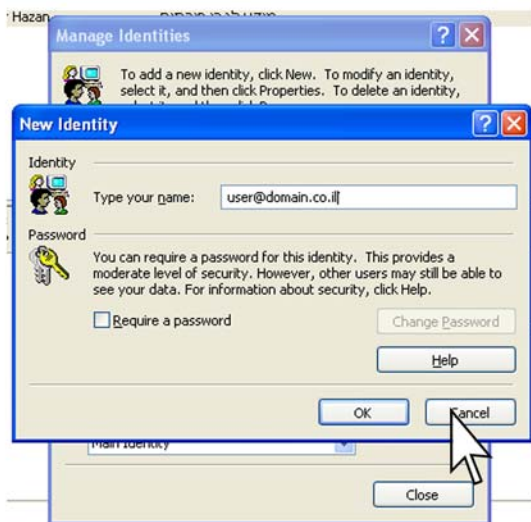 Hazan
Manage Identities
To add a new identity, click New. To modify an identity,
select it, and then click Properties. To delete an identity,
New Identity
Identity
Type your name: user@domain.co.il
Password
You can require a password for this identity. This provides a
moderate level of security. However, other users may still be able to
see your data. For information about security, click Help.
Require a password
Change Password
Help
OK
Cancel
Main Identity
Close